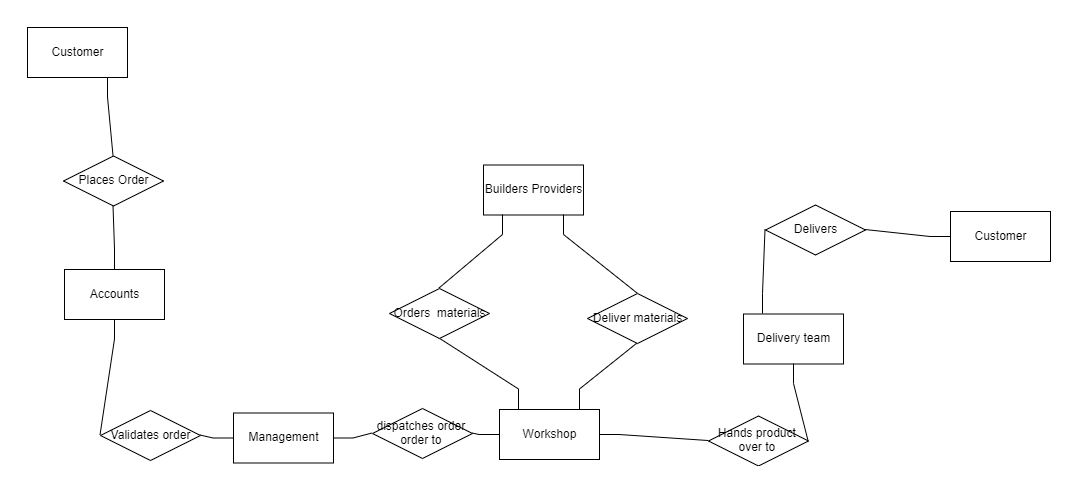 Customer
Places Order
Accounts
Validates order
Management
dispatches order
order to
Workshop
Builders Providers
Orders  materials
Deliver materials
Hands product
over to
Delivery team
Delivers
Customer